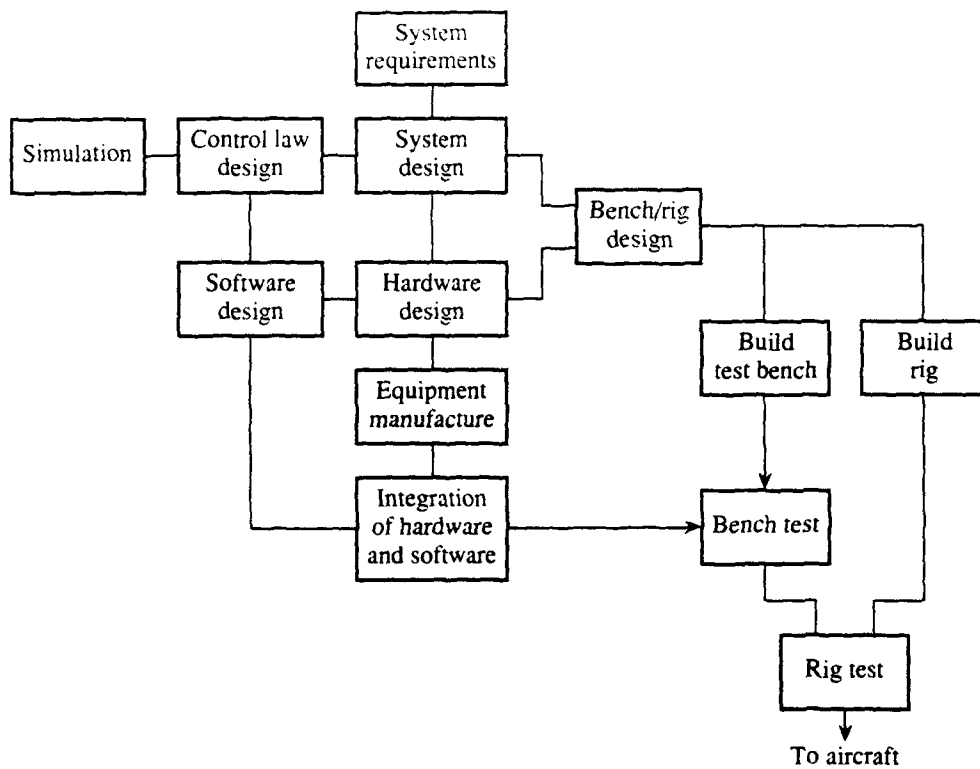 System
requirements
Simulation
Control law
design
System
design
Bench/rig
design
Software
design
Hardware
design
Build
test bench
Build
rig
Equipment
manufacture
Integration
of hardware
and software
Bench test
Rig test
To aircraft